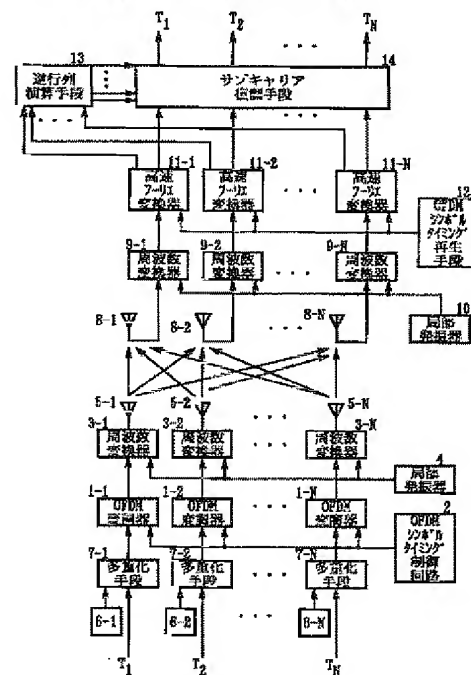 T1 T2 ・・・ TN
13
逆行列
演算手段
14
サブキャリア
復調手段
11-1
高速
フーリエ
変換器
11-2
高速
フーリエ
変換器
11-N
高速
フーリエ
変換器
12
OFDM
シンボル
タイミング
再生
手段
9-1
周波数
変換器
9-2
周波数
変換器
9-N
周波数
変換器
10
局部
発振器
8-1
8-2
8-N
5-1
5-2
5-N
3-1
周波数
変換器
3-2
周波数
変換器
3-N
周波数
変換器
4
局部
発振器
1-1
OFDM
変調器
1-2
OFDM
変調器
1-N
OFDM
変調器
2
OFDM
シンボル
タイミング
制御
回路
7-1
多重化
手段
7-2
多重化
手段
7-N
多重化
手段
6-1
6-2
6-N
T1 T2 ・・・ TN